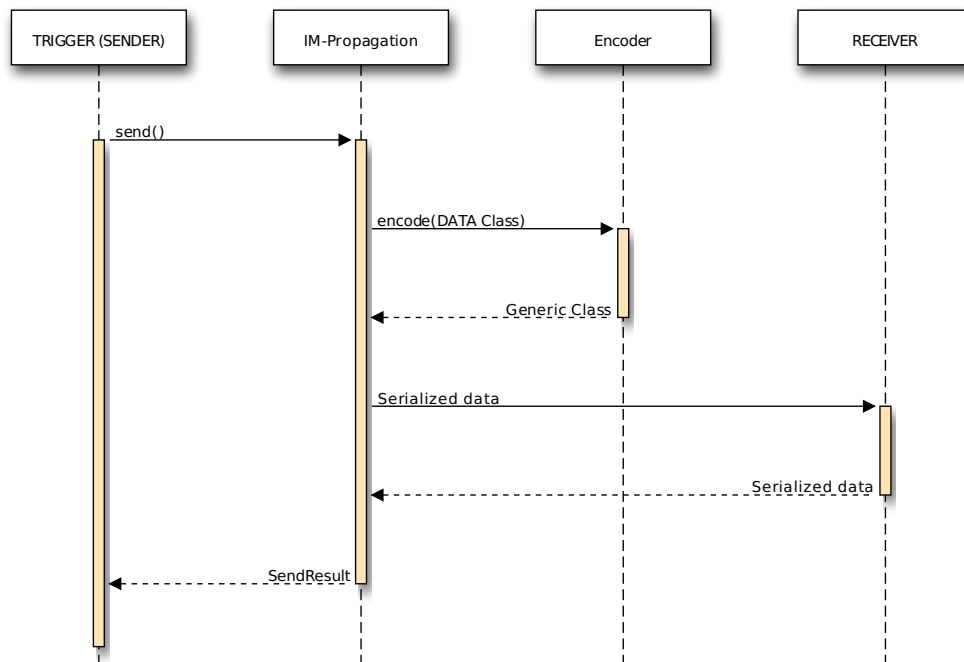 TRIGGER (SENDER)
IM-Propagation
Encoder
RECEIVER
send()
encode(DATA Class)
Generic Class
Serialized data
Serialized data
SendResult